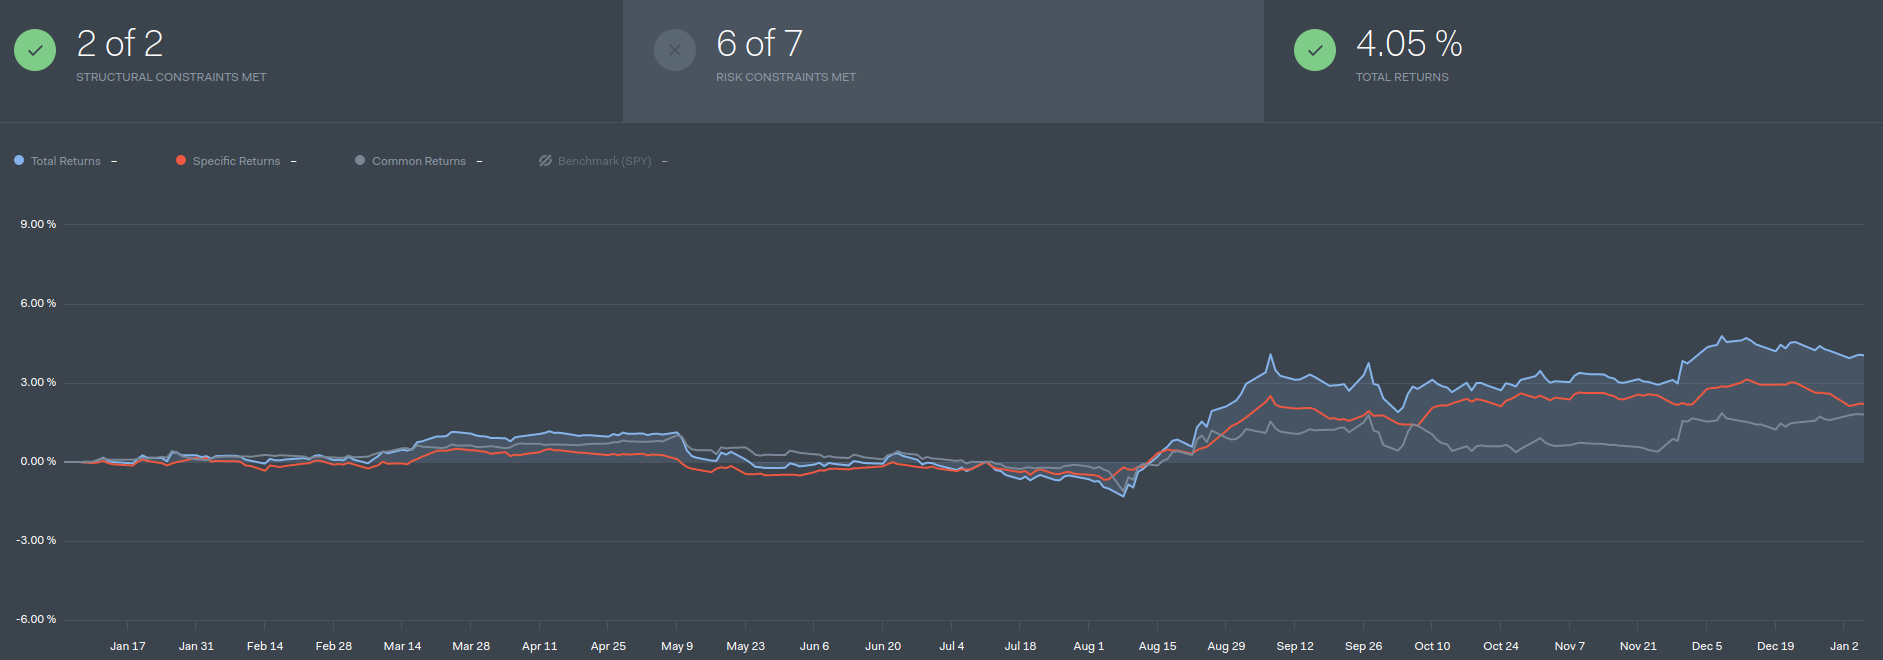 2 of 2
STRUCTURAL CONSTRAINTS MET
6 of 7
RISK CONSTRAINTS MET
4.05 %
TOTAL RETURNS
Total Returns –
Specific Returns –
Common Returns –
Benchmark (SPY) –
9.00 %
6.00 %
3.00 %
0.00 %
-3.00 %
-6.00 %
Jan 17 Jan 31 Feb 14 Feb 28 Mar 14 Mar 28 Apr 11 Apr 25 May 9 May 23 Jun 6 Jun 20 Jul 4 Jul 18 Aug 1 Aug 15 Aug 29 Sep 12 Sep 26 Oct 10 Oct 24 Nov 7 Nov 21 Dec 5 Dec 19 Jan 2